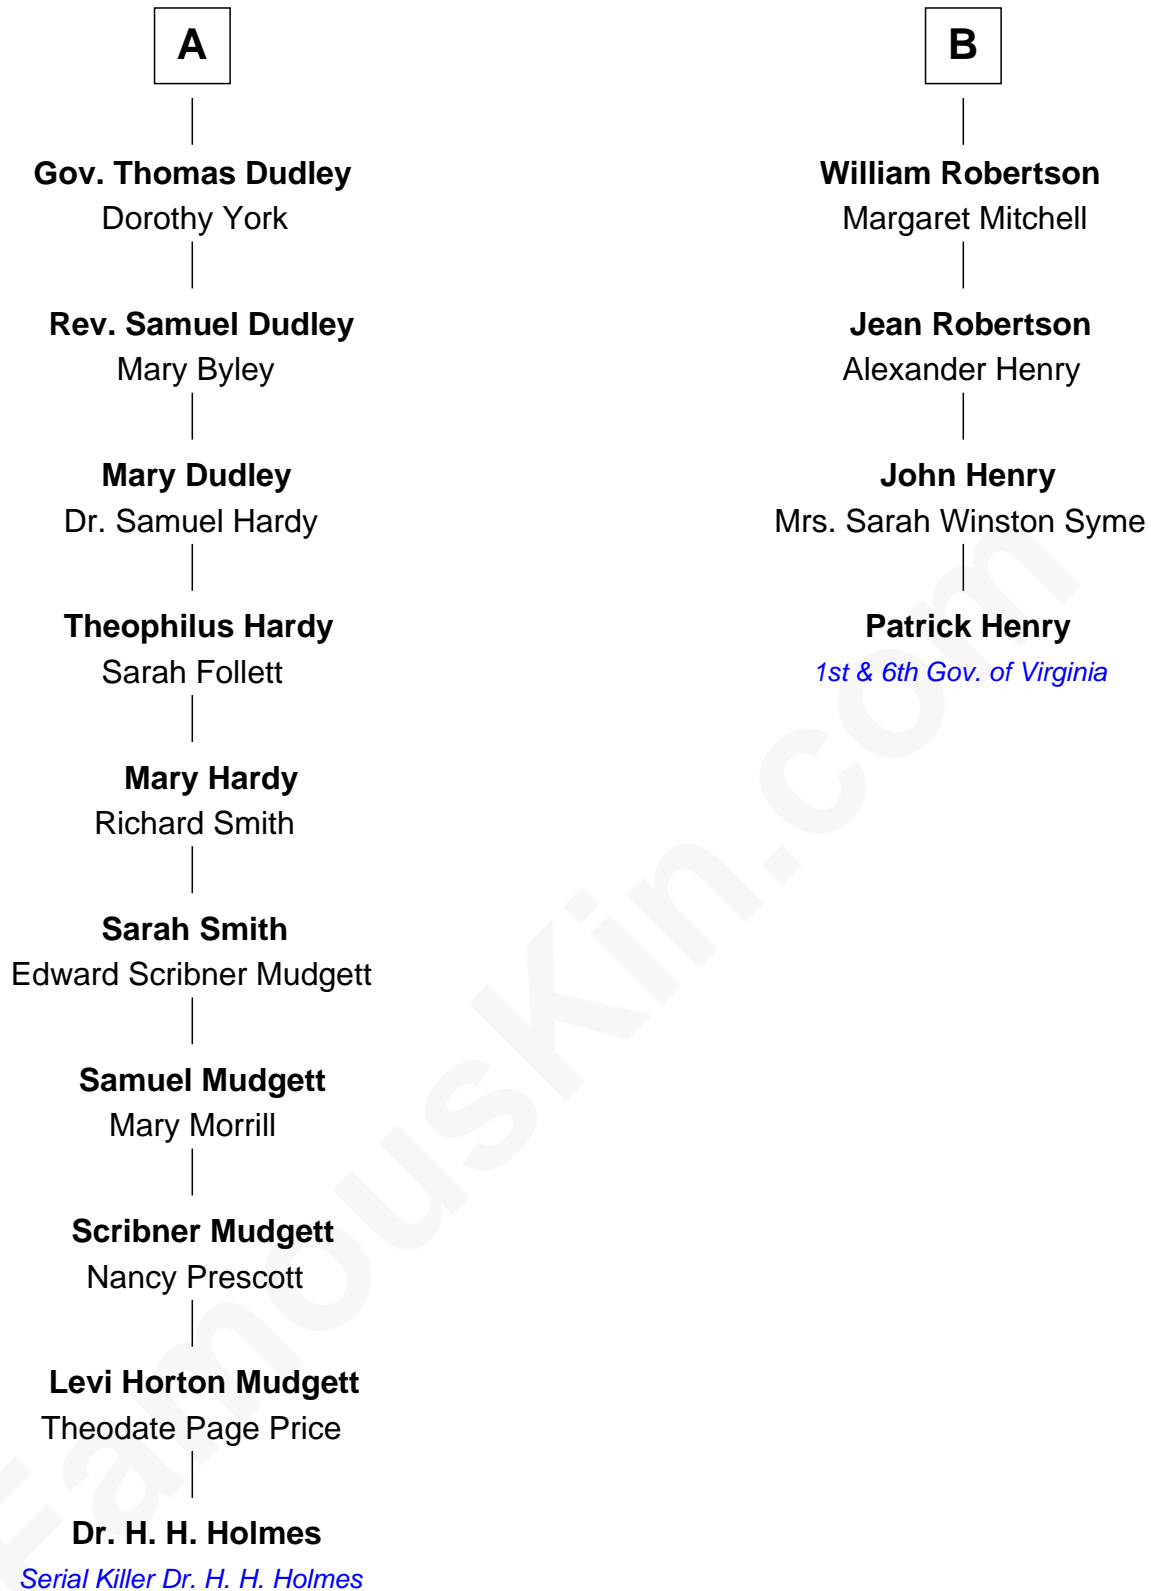 A
Gov. Thomas Dudley
Dorothy York
Rev. Samuel Dudley
Mary Byley
Mary Dudley
Dr. Samuel Hardy
Theophilus Hardy
Sarah Follett
Mary Hardy
Richard Smith
Sarah Smith
Edward Scribner Mudgett
Samuel Mudgett
Mary Morrill
Scribner Mudgett
Nancy Prescott
Levi Horton Mudgett
Theodate Page Price
Dr. H. H. Holmes
Serial Killer Dr. H. H. Holmes
B
William Robertson
Margaret Mitchell
Jean Robertson
Alexander Henry
John Henry
Mrs. Sarah Winston Syme
Patrick Henry
1st & 6th Gov. of Virginia
FamousKin.com